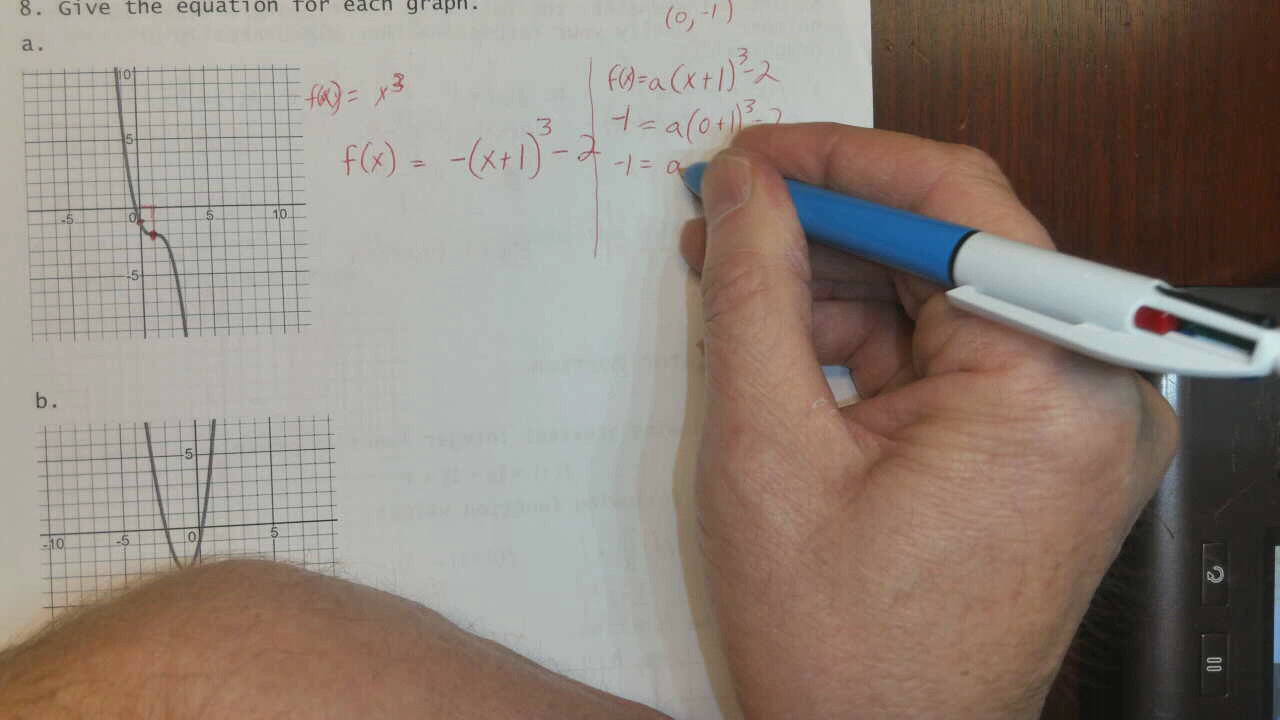 8. Give the equation for each graph.
(0, -1)
a.
10
5
-5 0 5 10
-5
f(x) = x³
f(x) = -(x+1)³ - 2
f(x) = a(x+1)³ - 2
-1 = a(0+1)³ - 2
-1 = a
b.
5
-10 -5 0 5